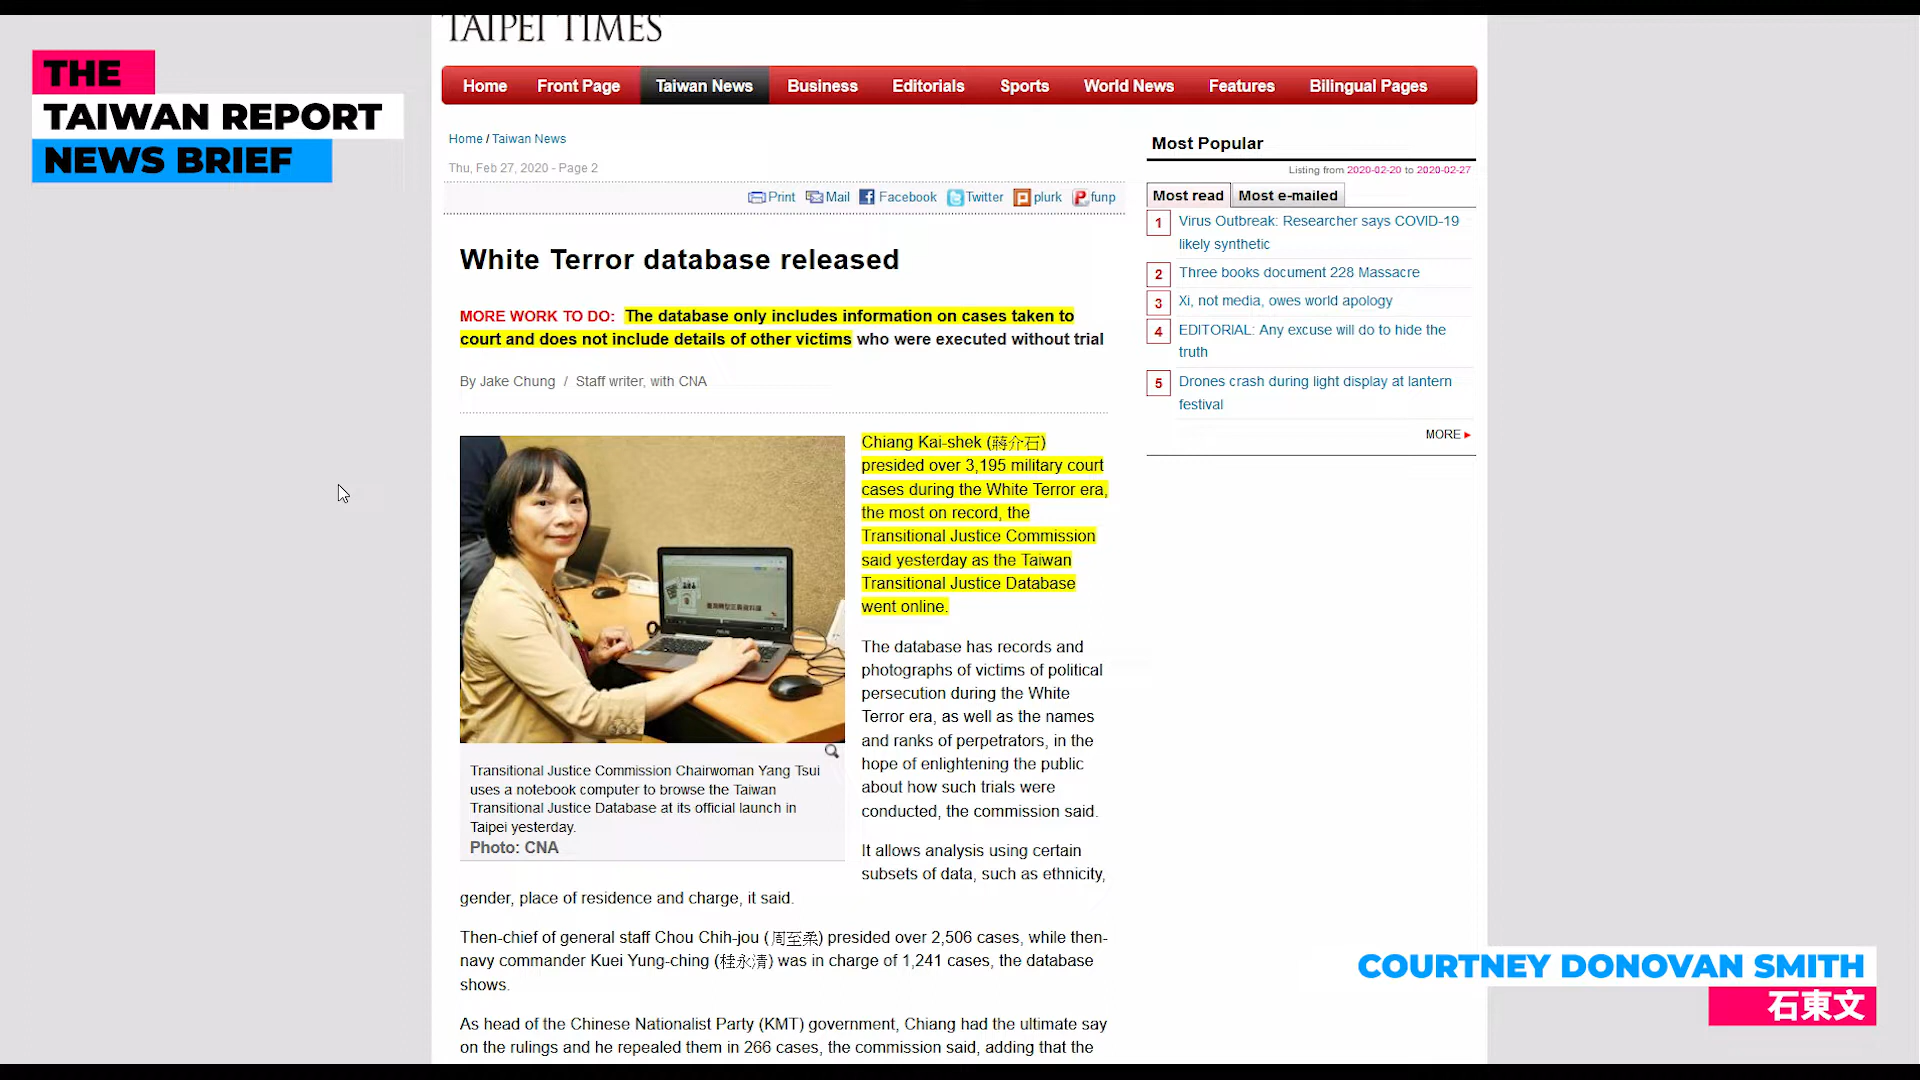 THE
TAIWAN REPORT
NEWS BRIEF
TAIPEI TIMES
Home Front Page Taiwan News Business Editorials Sports World News Features Bilingual Pages
Home / Taiwan News
Thu, Feb 27, 2020 - Page 2
Print Mail Facebook Twitter plurk funp
White Terror database released
MORE WORK TO DO: The database only includes information on cases taken to
court and does not include details of other victims who were executed without trial
By Jake Chung / Staff writer, with CNA
Transitional Justice Commission Chairwoman Yang Tsui
uses a notebook computer to browse the Taiwan
Transitional Justice Database at its official launch in
Taipei yesterday.
Photo: CNA
Chiang Kai-shek (蔣介石)
presided over 3,195 military court
cases during the White Terror era,
the most on record, the
Transitional Justice Commission
said yesterday as the Taiwan
Transitional Justice Database
went online.
The database has records and
photographs of victims of political
persecution during the White
Terror era, as well as the names
and ranks of perpetrators, in the
hope of enlightening the public
about how such trials were
conducted, the commission said.
It allows analysis using certain
subsets of data, such as ethnicity,
gender, place of residence and charge, it said.
Then-chief of general staff Chou Chih-jou (周至柔) presided over 2,506 cases, while then-
navy commander Kuei Yung-ching (桂永清) was in charge of 1,241 cases, the database
shows.
As head of the Chinese Nationalist Party (KMT) government, Chiang had the ultimate say
on the rulings and he repealed them in 266 cases, the commission said, adding that the
Most Popular
Listing from 2020-02-20 to 2020-02-27
Most read Most e-mailed
1 Virus Outbreak: Researcher says COVID-19
likely synthetic
2 Three books document 228 Massacre
3 Xi, not media, owes world apology
4 EDITORIAL: Any excuse will do to hide the
truth
5 Drones crash during light display at lantern
festival
MORE
COURTNEY DONOVAN SMITH
石東文